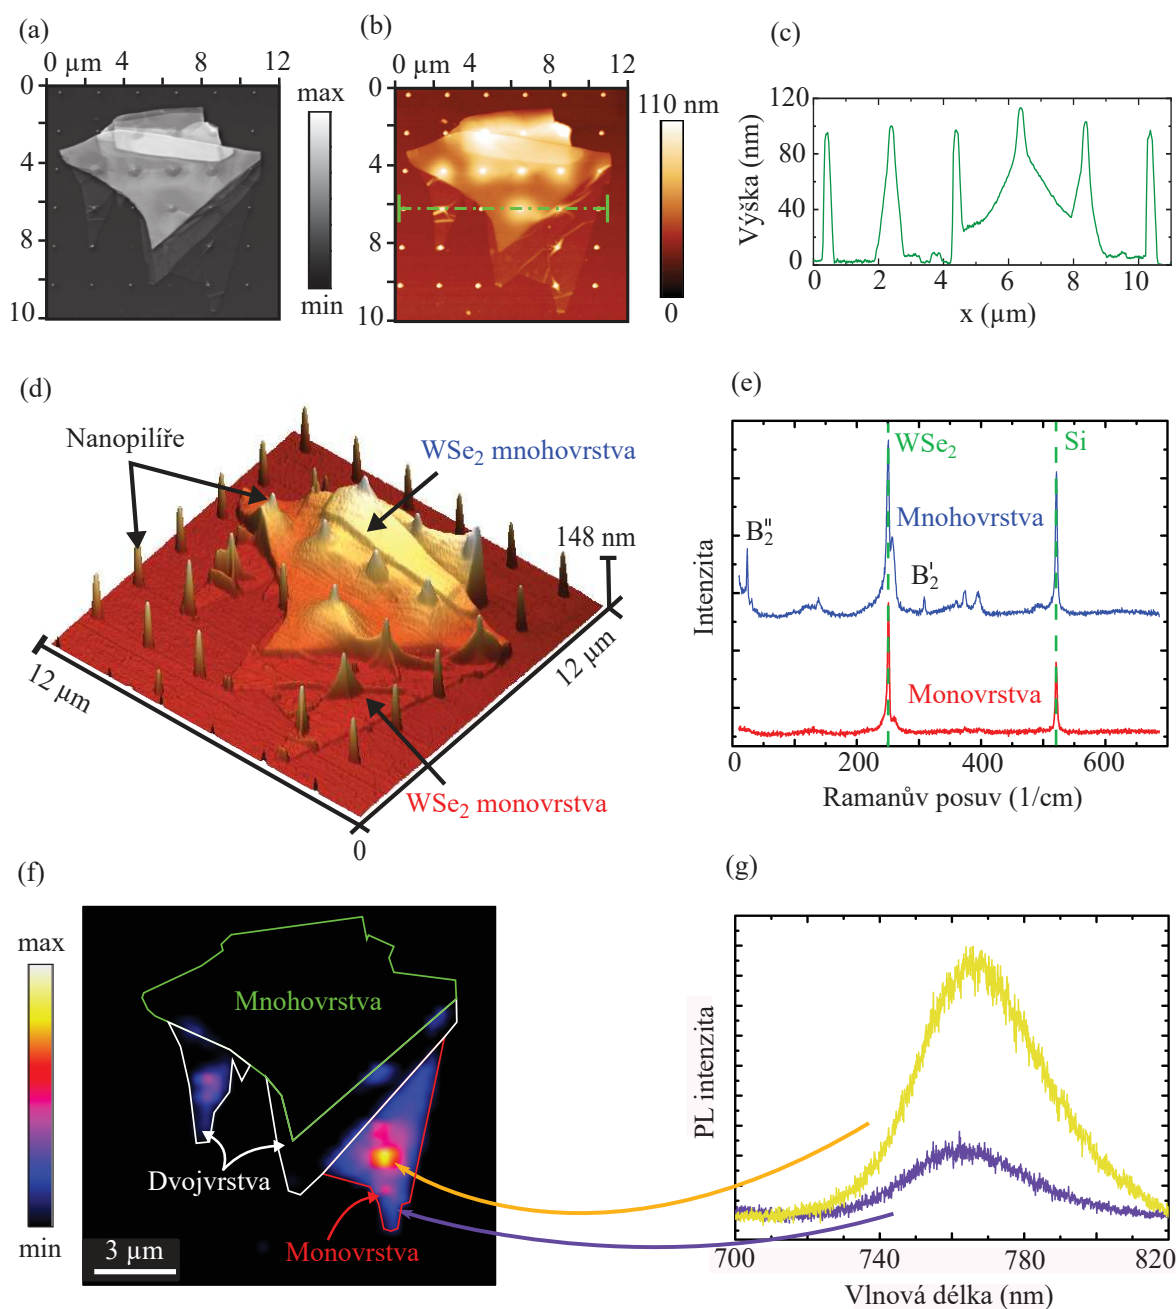 (a)
0 µm 4 8 12
0
2
4
6
8
10
max
min
(b)
0 µm 4 8 12
0
2
4
6
8
10
110 nm
0
(c)
Výška (nm)
120
80
40
0
0 2 4 6 8 10
x (µm)
(d)
Nanopilíře
WSe₂ mnohovrstva
148 nm
12 µm
12 µm
WSe₂ monovrstva
0
(e)
Intenzita
WSe₂
Si
B₂"
Mnohovrstva
B₂'
Monovrstva
0 200 400 600
Ramanův posuv (1/cm)
(f)
max
min
Mnohovrstva
Dvojvrstva
Monovrstva
3 µm
(g)
PL intenzita
700 740 780 820
Vlnová délka (nm)